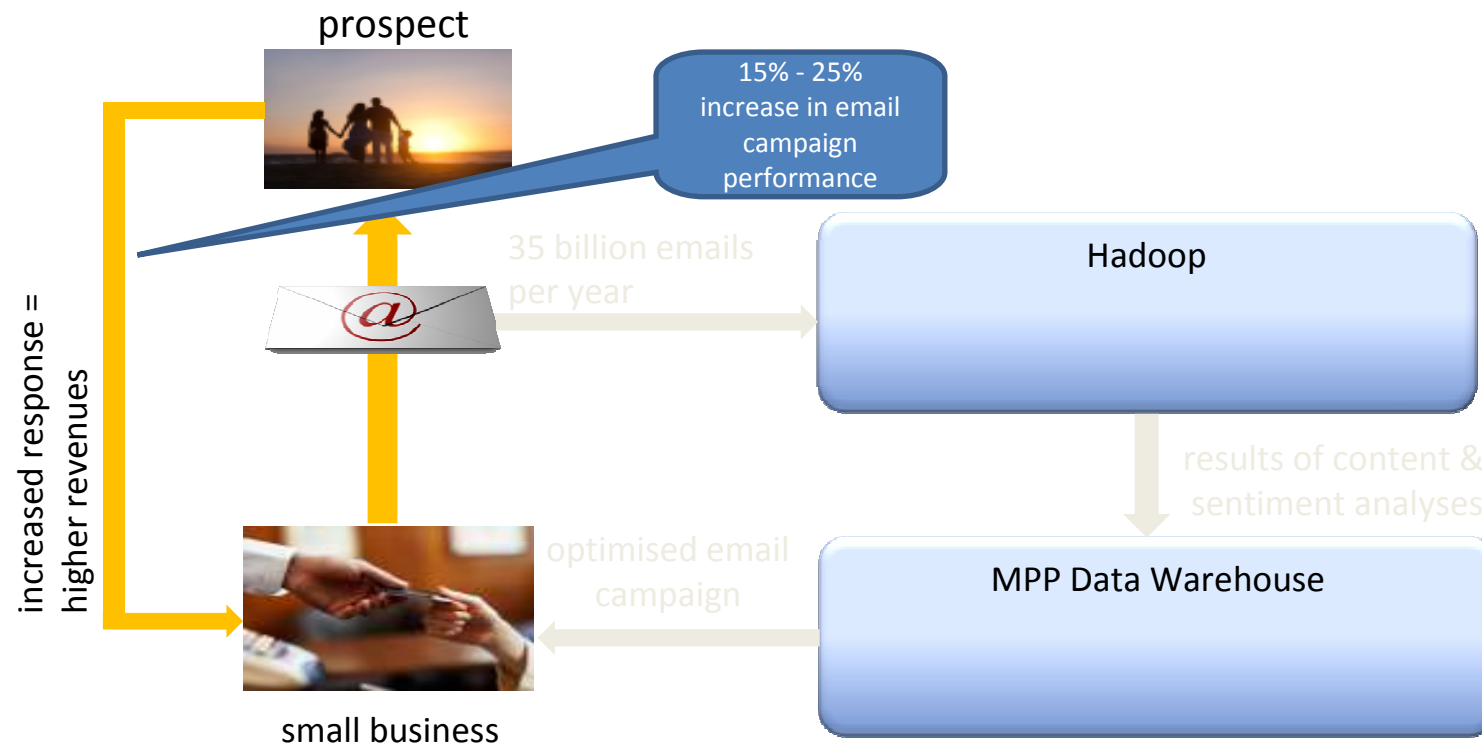 prospect
15% - 25%
increase in email
campaign
performance
35 billion emails
per year
Hadoop
@
increased response =
higher revenues
results of content &
sentiment analyses
optimised email
campaign
MPP Data Warehouse
small business